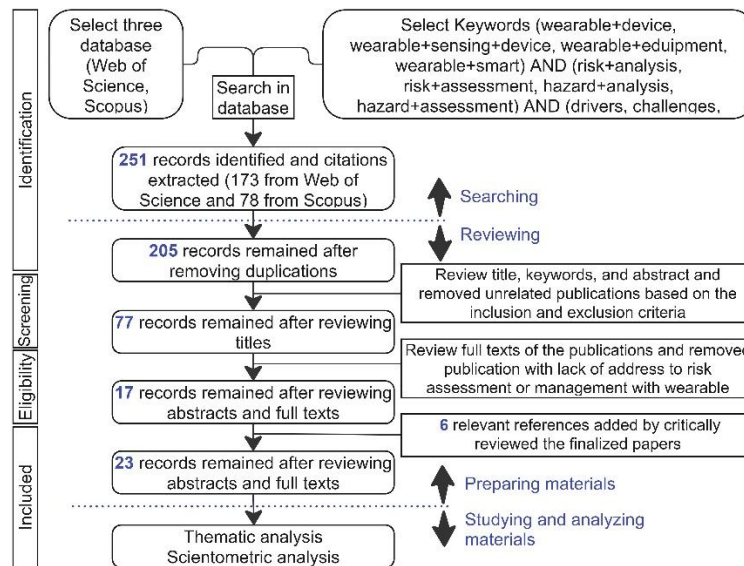 Select three
database
(Web of
Science,
Scopus)
Search in
database
Select Keywords (wearable+device,
wearable+sensing+device, wearable+eduipment,
wearable+smart) AND (risk+analysis,
risk+assessment, hazard+analysis,
hazard+assessment) AND (drivers, challenges,
Identification
251 records identified and citations
extracted (173 from Web of
Science and 78 from Scopus)
Searching
Reviewing
205 records remained after
removing duplications
Review title, keywords, and abstract and
removed unrelated publications based on the
inclusion and exclusion criteria
Screening
77 records remained after reviewing
titles
Review full texts of the publications and removed
publication with lack of address to risk
assessment or management with wearable
Eligibility
17 records remained after reviewing
abstracts and full texts
6 relevant references added by critically
reviewed the finalized papers
Included
23 records remained after reviewing
abstracts and full texts
Preparing materials
Studying and analyzing
materials
Thematic analysis
Scientometric analysis